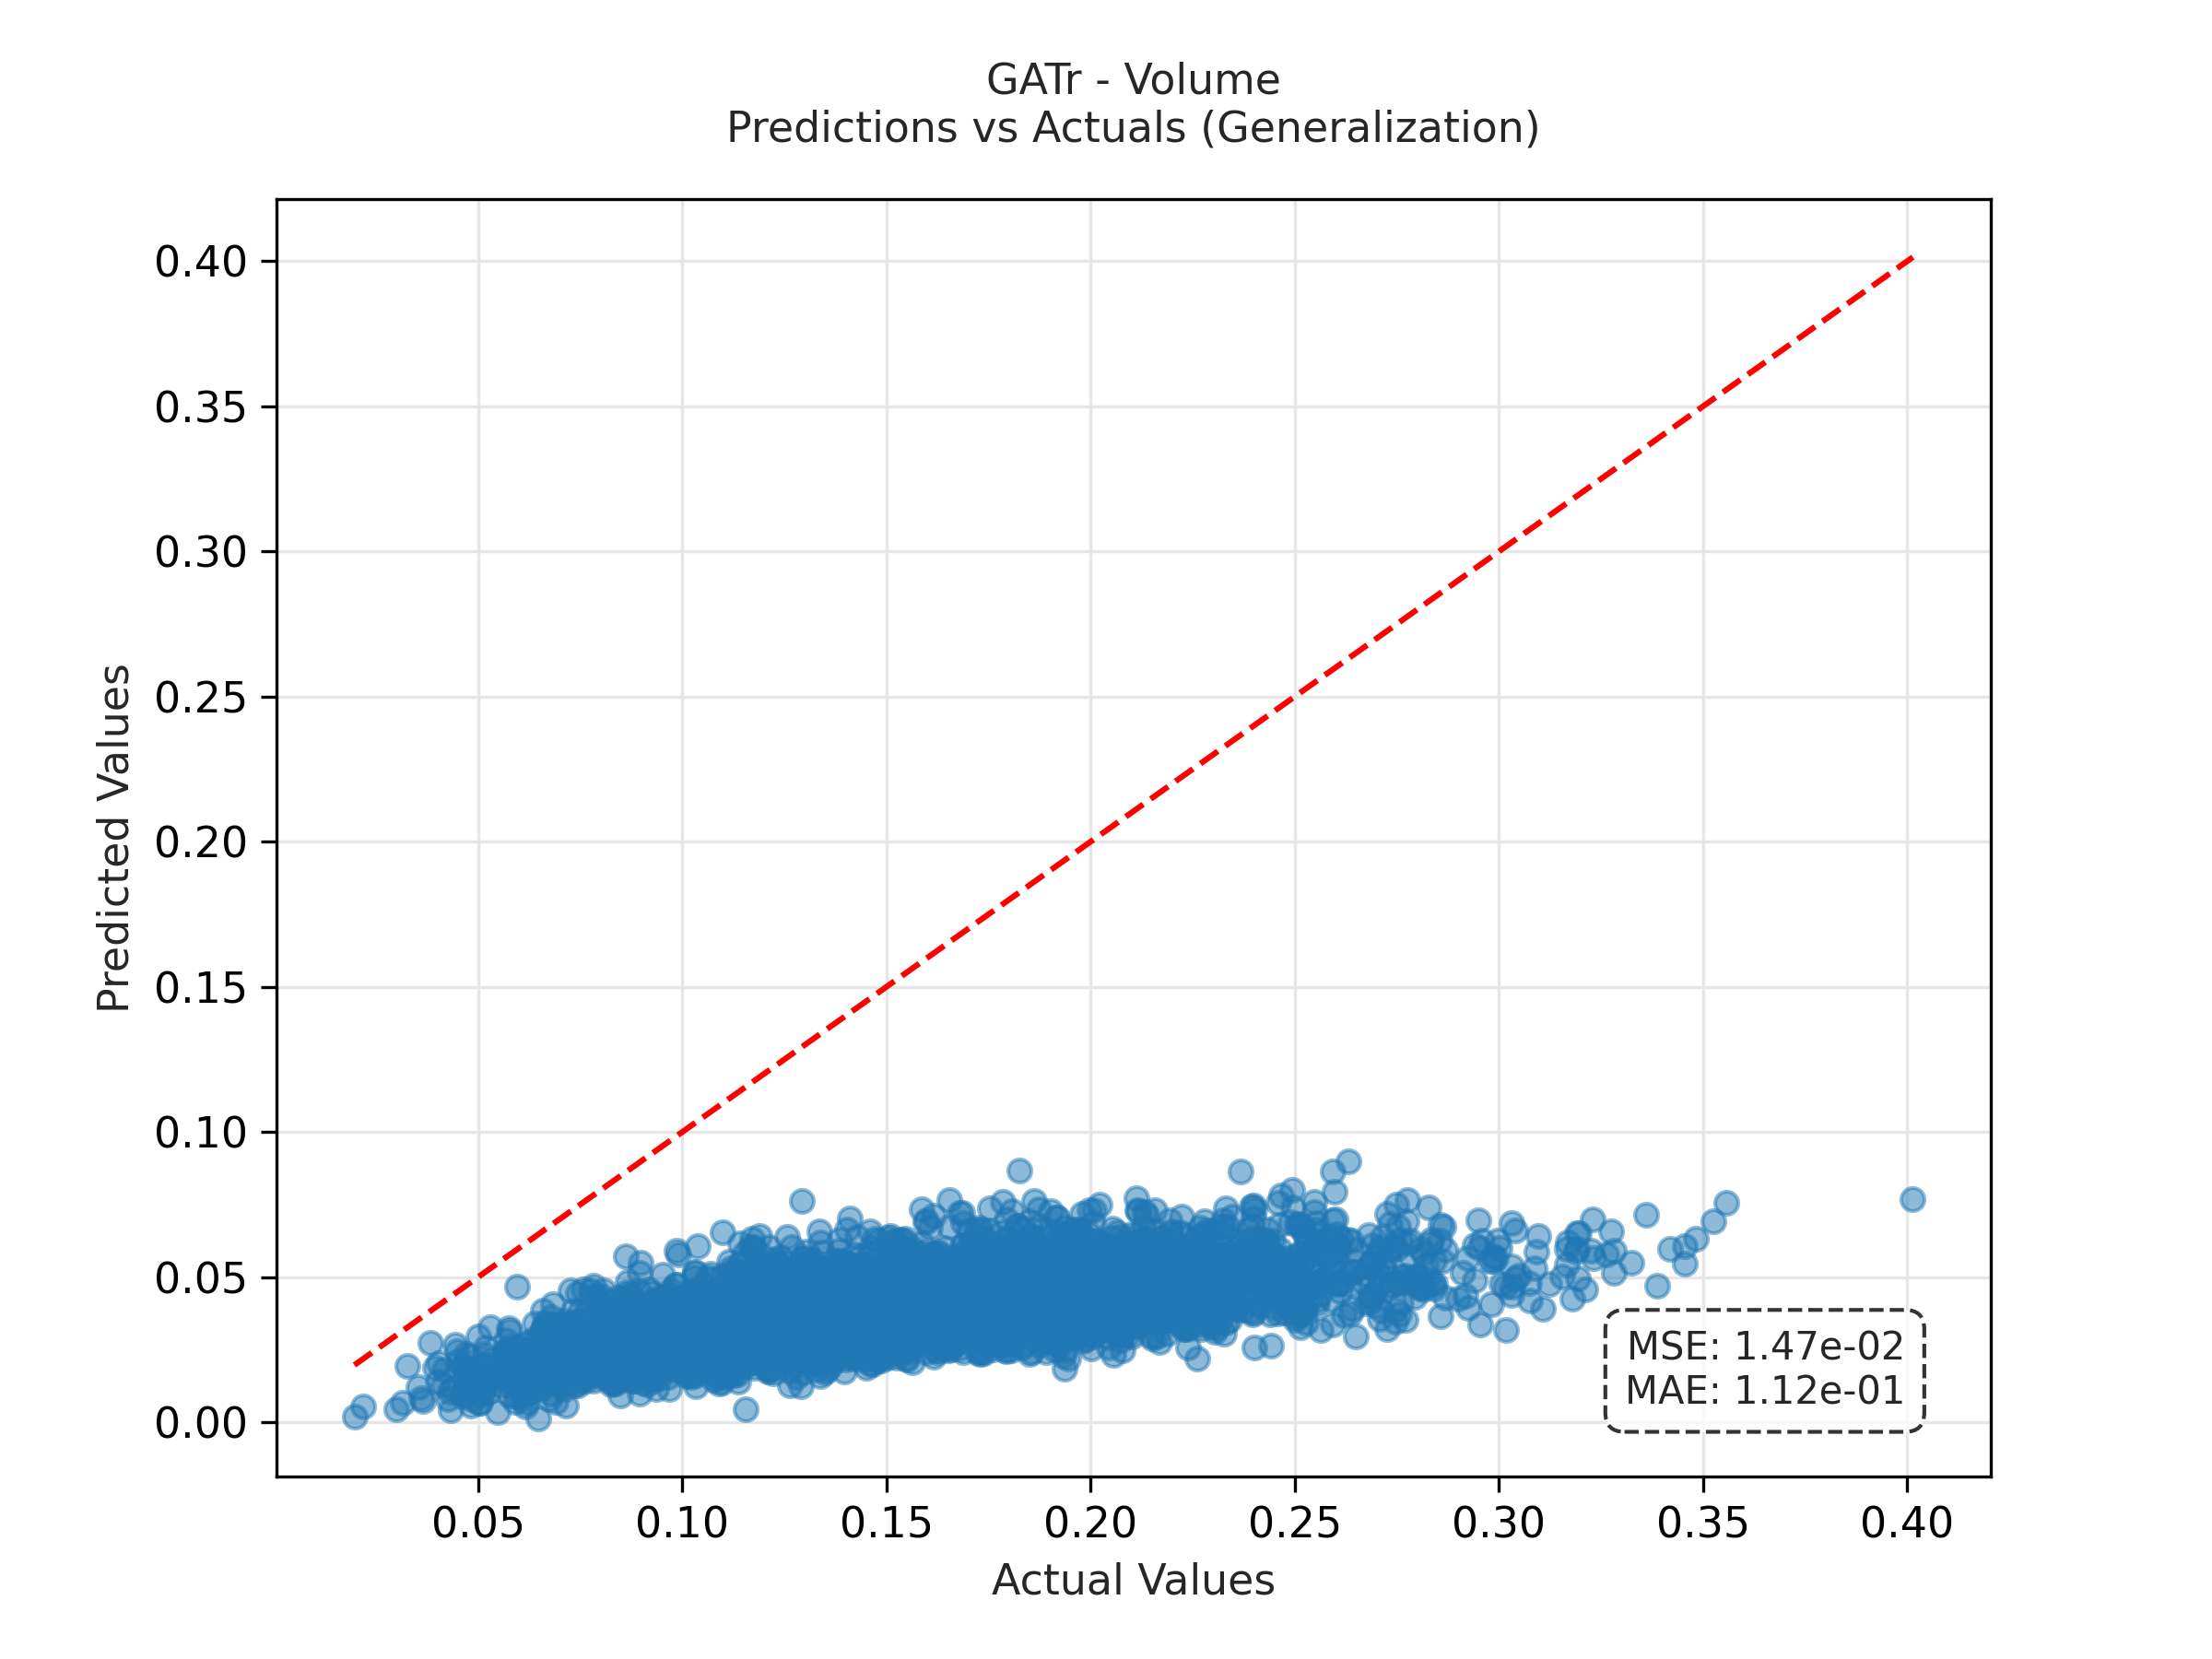 GATr - Volume
Predictions vs Actuals (Generalization)
Predicted Values
0.40
0.35
0.30
0.25
0.20
0.15
0.10
0.05
0.00
MSE: 1.47e-02
MAE: 1.12e-01
0.05 0.10 0.15 0.20 0.25 0.30 0.35 0.40
Actual Values